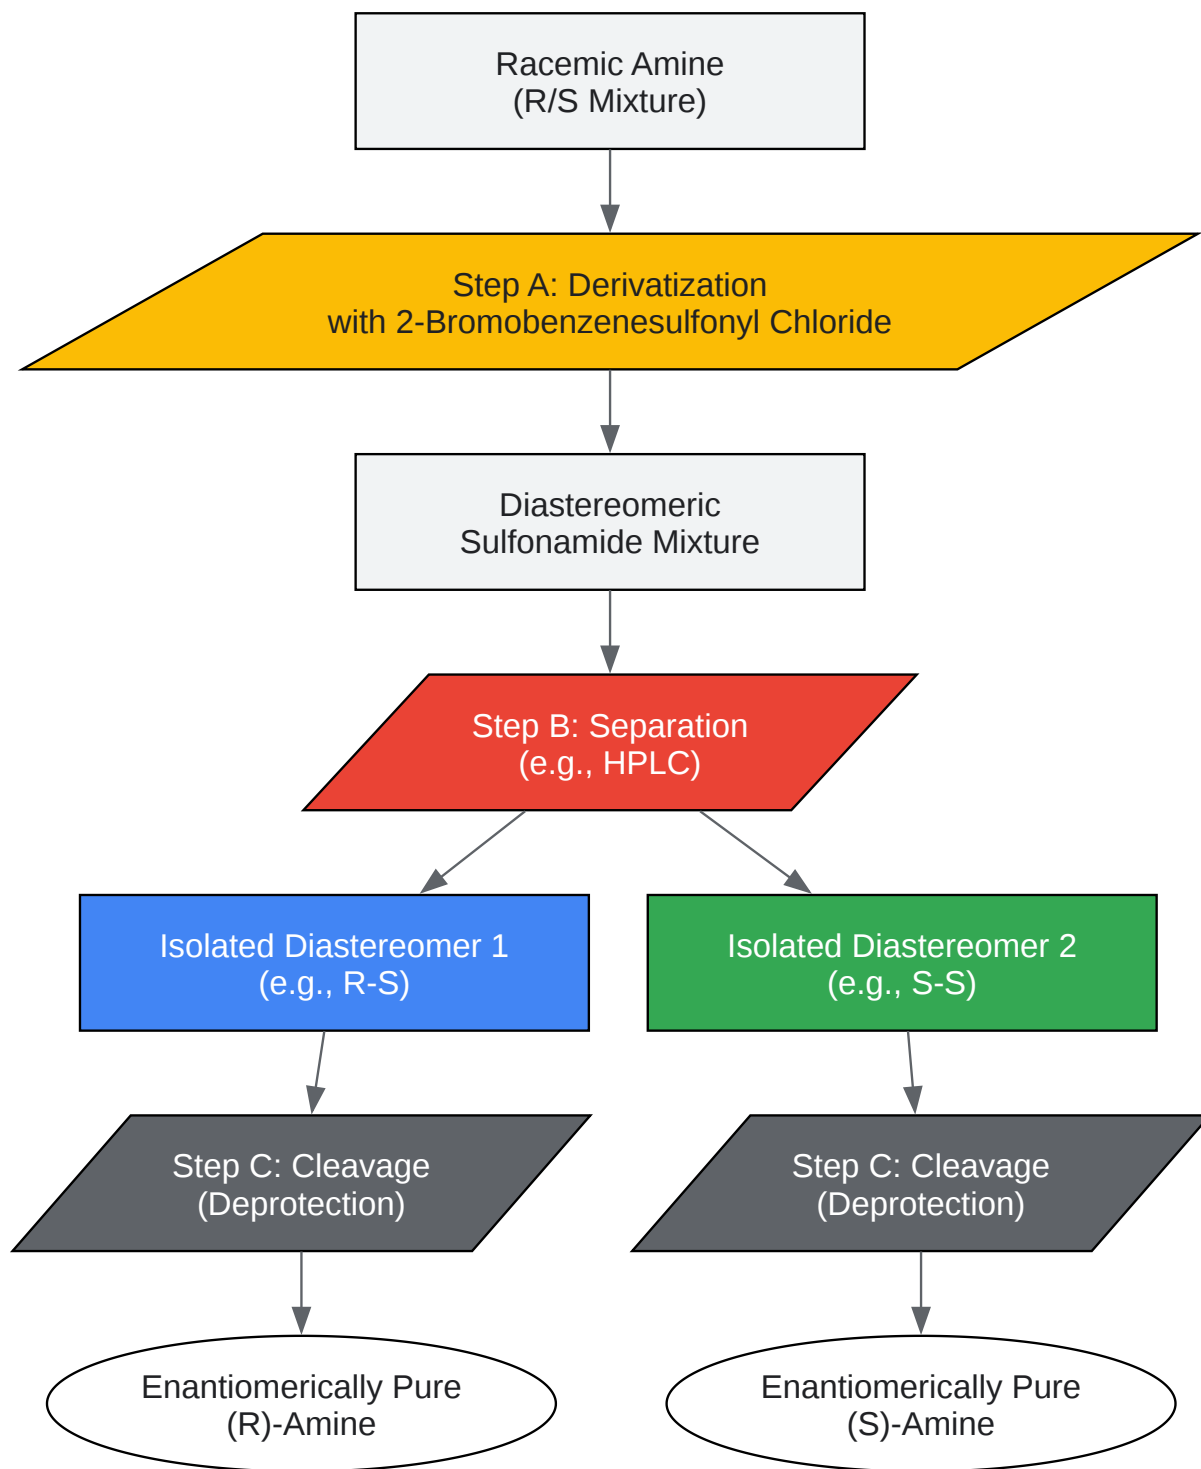 Racemic Amine
(R/S Mixture)
Step A: Derivatization
with 2-Bromobenzenesulfonyl Chloride
Diastereomeric
Sulfonamide Mixture
Step B: Separation
(e.g., HPLC)
Isolated Diastereomer 1
(e.g., R-S)
Isolated Diastereomer 2
(e.g., S-S)
Step C: Cleavage
(Deprotection)
Step C: Cleavage
(Deprotection)
Enantiomerically Pure
(R)-Amine
Enantiomerically Pure
(S)-Amine